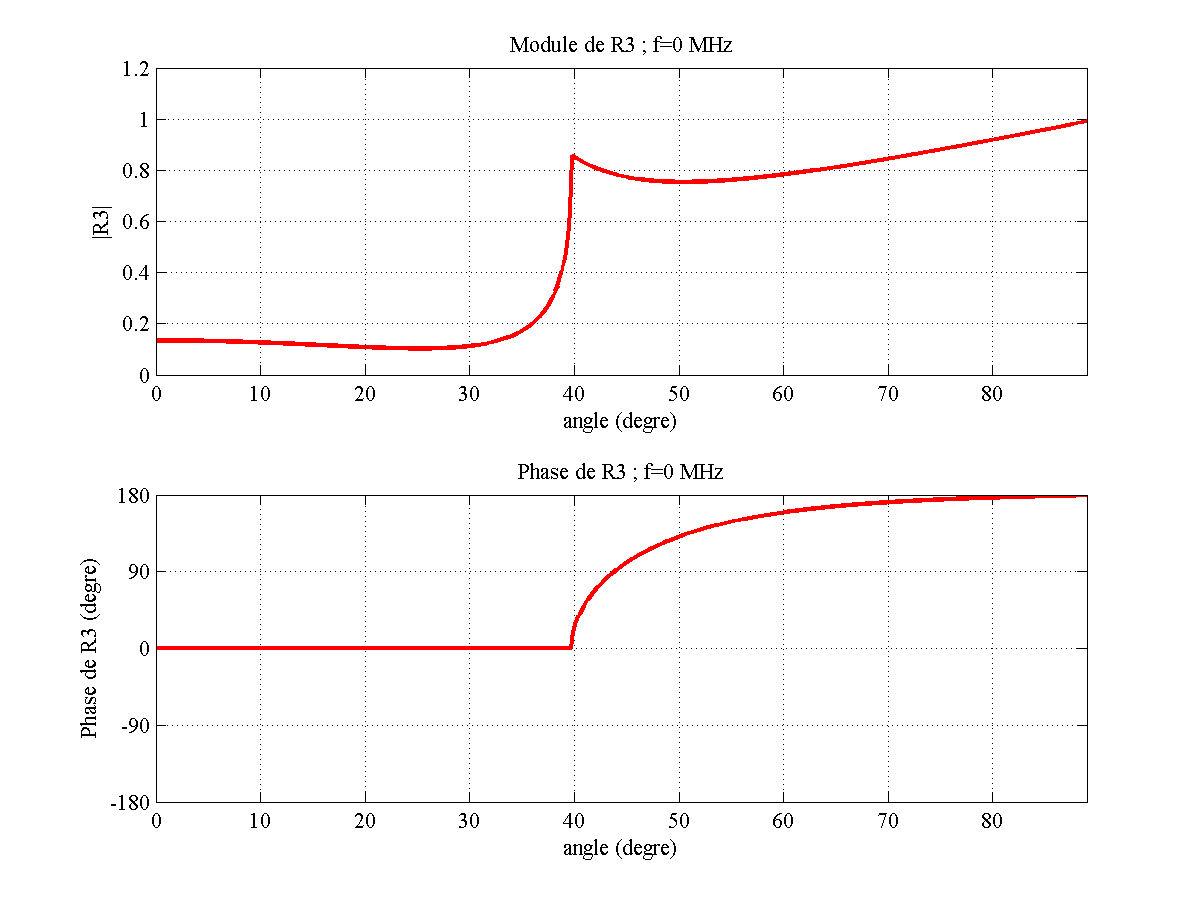 Module de R3 ; f=0 MHz
1.2
1
0.8
0.6
0.4
0.2
0
|R3|
0 10 20 30 40 50 60 70 80
angle (degre)
Phase de R3 ; f=0 MHz
180
90
0
-90
-180
Phase de R3 (degre)
0 10 20 30 40 50 60 70 80
angle (degre)